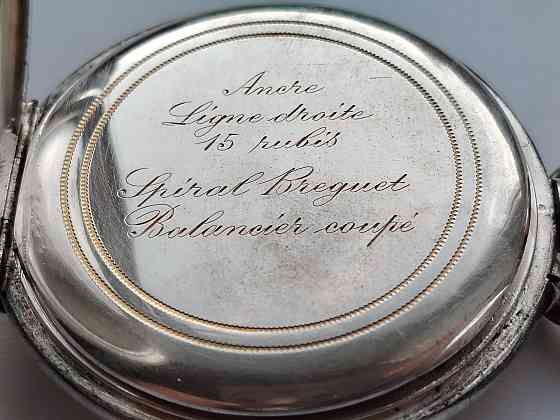 Ancre
Ligne droite
15 rubis
Spiral Breguet
Balancier coupé